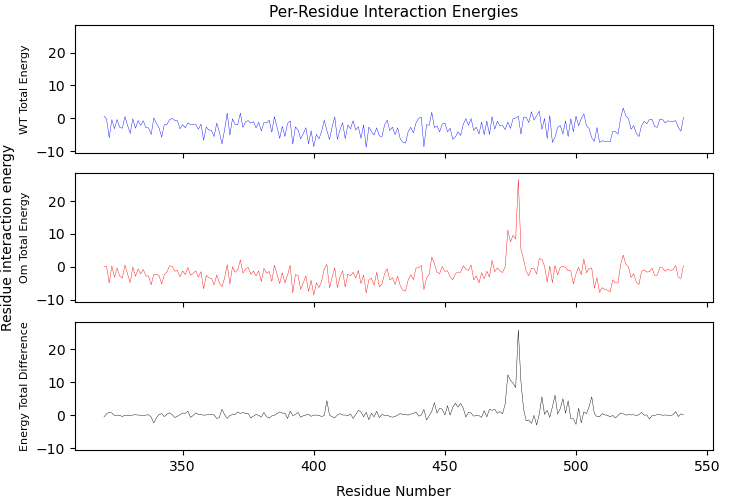 Per-Residue Interaction Energies
Residue interaction energy
WT Total Energy
20
10
0
−10
Om Total Energy
20
10
0
−10
Energy Total Difference
20
10
0
−10
350 400 450 500 550
Residue Number